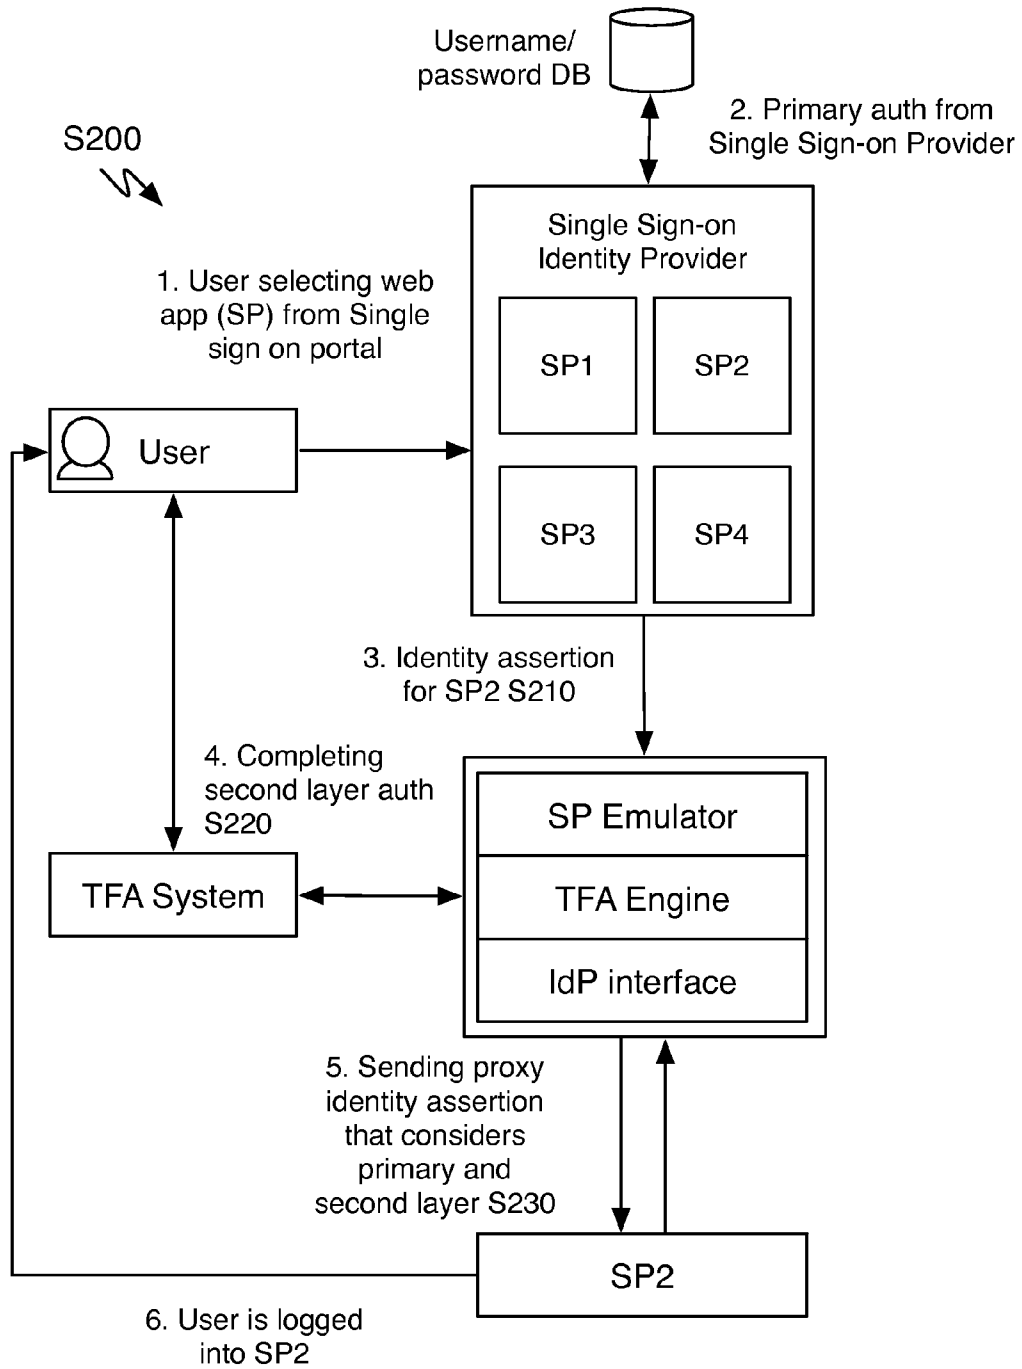 Username/
password DB
2. Primary auth from
Single Sign-on Provider
S200
Single Sign-on
Identity Provider
1. User selecting web
app (SP) from Single
sign on portal
SP1
SP2
User
SP3
SP4
3. Identity assertion
for SP2 S210
4. Completing
second layer auth
S220
SP Emulator
TFA System
TFA Engine
IdP interface
5. Sending proxy
identity assertion
that considers
primary and
second layer S230
SP2
6. User is logged
into SP2